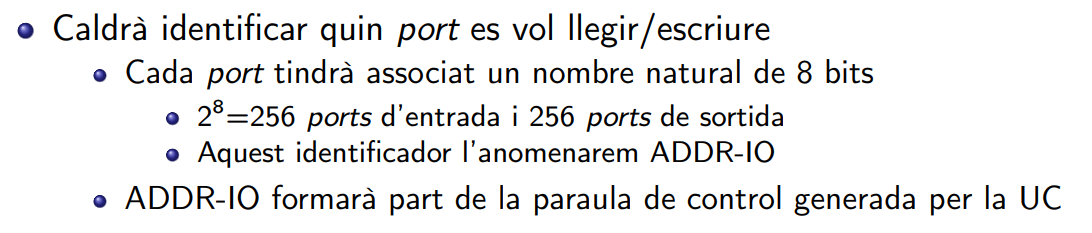 Caldrà identificar quin port es vol llegir/escriure
Cada port tindrà associat un nombre natural de 8 bits
2⁸=256 ports d'entrada i 256 ports de sortida
Aquest identificador l'anomenarem ADDR-IO
ADDR-IO formarà part de la paraula de control generada per la UC